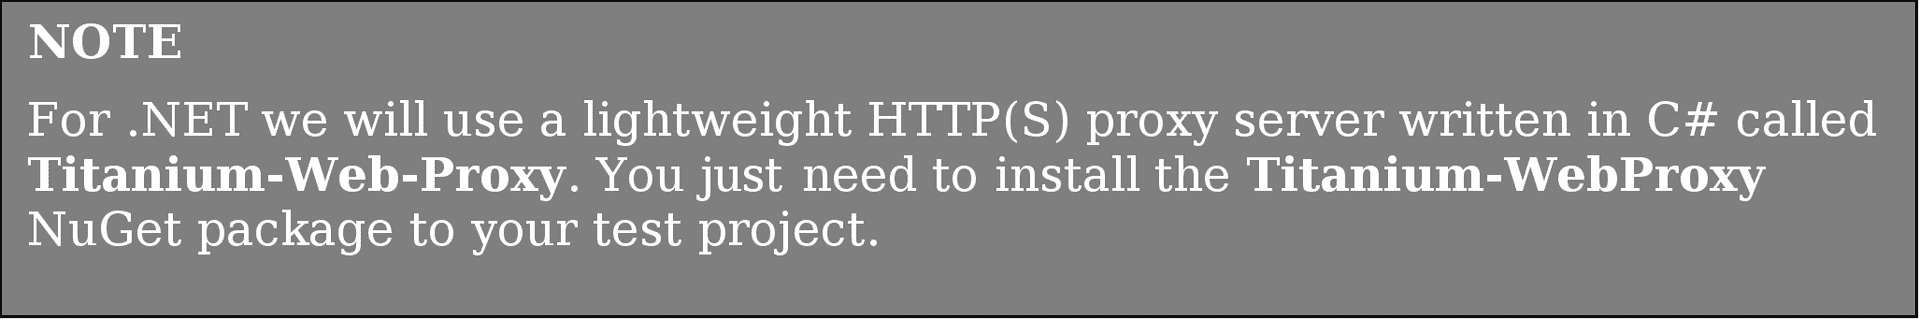 NOTE
For .NET we will use a lightweight HTTP(S) proxy server written in C# called
Titanium-Web-Proxy. You just need to install the Titanium-WebProxy
NuGet package to your test project.